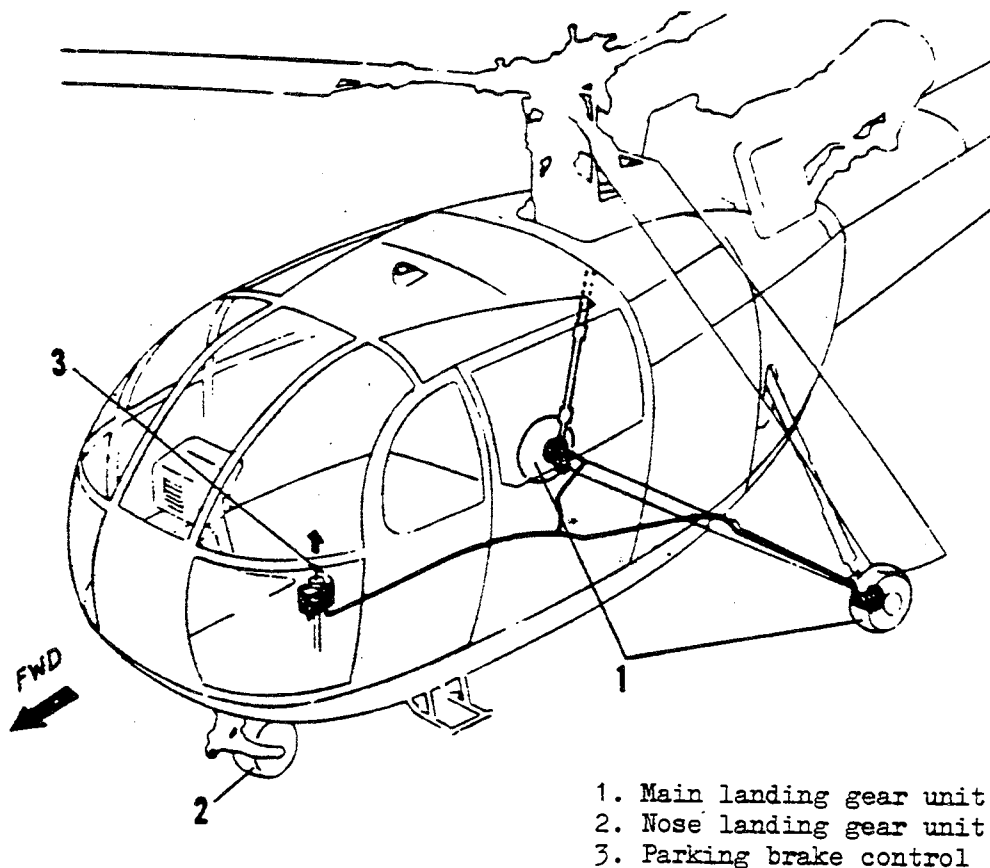 3
FWD
1
2
1. Main landing gear unit
2. Nose landing gear unit
3. Parking brake control